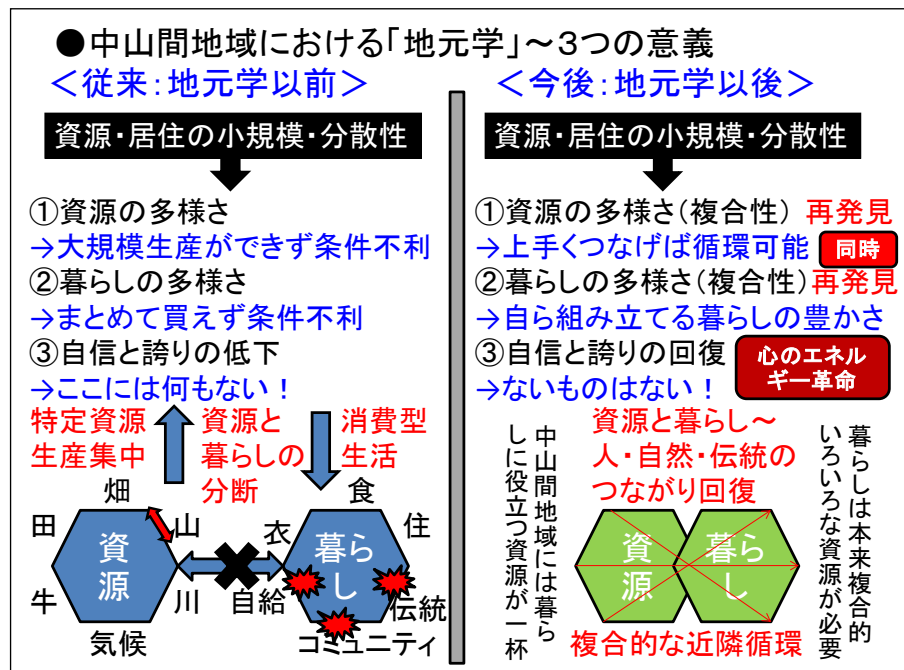 ●中山間地域における「地元学」～３つの意義
＜従来：地元学以前＞
資源・居住の小規模・分散性
①資源の多様さ
→大規模生産ができず条件不利
②暮らしの多様さ
→まとめて買えず条件不利
③自信と誇りの低下
→ここには何もない！
特定資源
生産集中
資源と
暮らしの
分断
消費型
生活
畑
田
山
資源
牛
川
気候
食
衣
住
暮らし
自給
伝統
コミュニティ
＜今後：地元学以後＞
資源・居住の小規模・分散性
①資源の多様さ（複合性） 再発見
→上手くつなげば循環可能
同時
②暮らしの多様さ（複合性）再発見
→自ら組み立てる暮らしの豊かさ
③自信と誇りの回復
→ないものはない！
心のエネル
ギー革命
資源と暮らし～
人・自然・伝統の
つながり回復
中山間地域には暮ら
しに役立つ資源が一杯
資源
暮らし
複合的な近隣循環
暮らしは本来複合的
いろいろな資源が必要